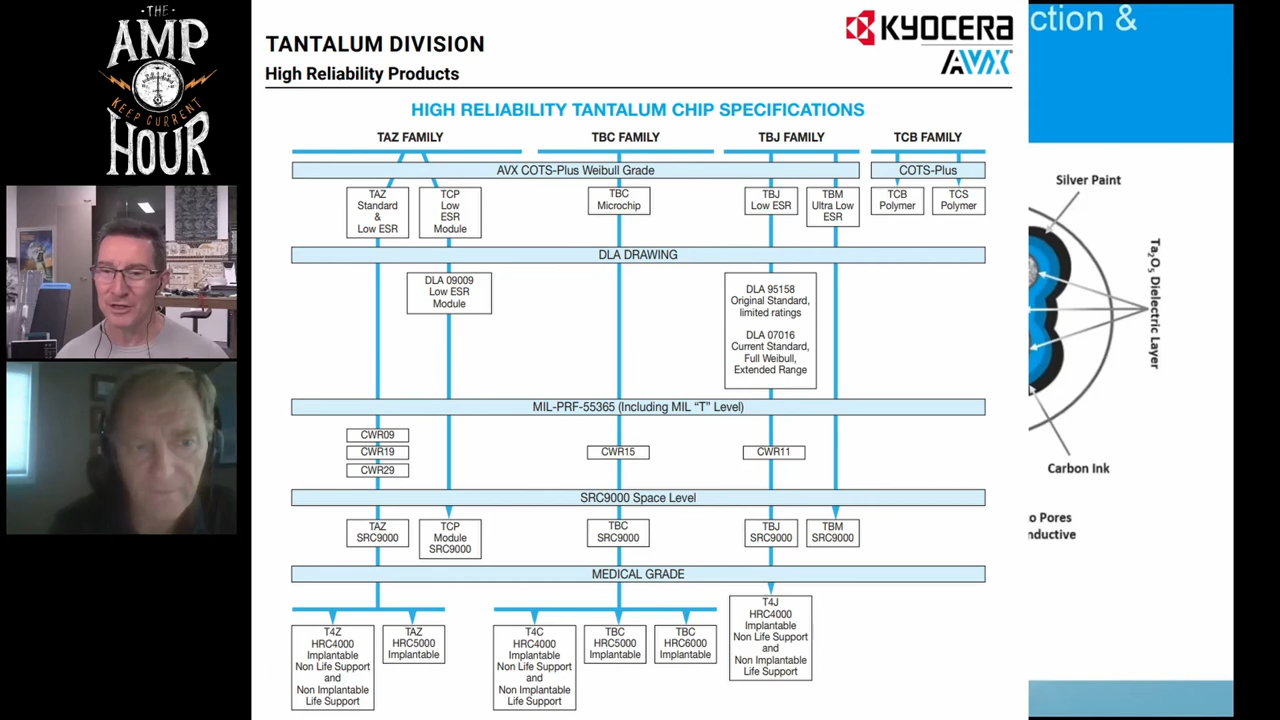 THE
AMP
KEEP CURRENT
HOUR
TANTALUM DIVISION
High Reliability Products
KYOCERA
AVX
HIGH RELIABILITY TANTALUM CHIP SPECIFICATIONS
TAZ FAMILY
TBC FAMILY
TBJ FAMILY
TCB FAMILY
AVX COTS-Plus Weibull Grade
COTS-Plus
TAZ
Standard
&
Low ESR
TCP
Low
ESR
Module
TBC
Microchip
TBJ
Low ESR
TBM
Ultra Low
ESR
TCB
Polymer
TCS
Polymer
DLA DRAWING
DLA 09009
Low ESR
Module
DLA 95158
Original Standard,
limited ratings
DLA 07016
Current Standard,
Full Weibull,
Extended Range
MIL-PRF-55365 (Including MIL “T” Level)
CWR09
CWR19
CWR29
CWR15
CWR11
SRC9000 Space Level
TAZ
SRC9000
TCP
Module
SRC9000
TBC
SRC9000
TBJ
SRC9000
TBM
SRC9000
MEDICAL GRADE
T4Z
HRC4000
Implantable
Non Life Support
and
Non Implantable
Life Support
TAZ
HRC5000
Implantable
T4C
HRC4000
Implantable
Non Life Support
and
Non Implantable
Life Support
TBC
HRC5000
Implantable
TBC
HRC6000
Implantable
T4J
HRC4000
Implantable
Non Life Support
and
Non Implantable
Life Support
ction &
Silver Paint
Ta₂O₅ Dielectric Layer
Carbon Ink
o Pores
nductive